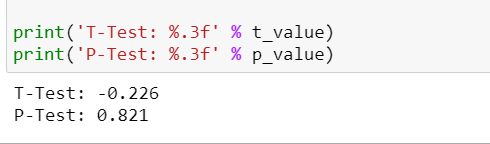 print('T-Test: %.3f' % t_value)
print('P-Test: %.3f' % p_value)
T-Test: -0.226
P-Test: 0.821